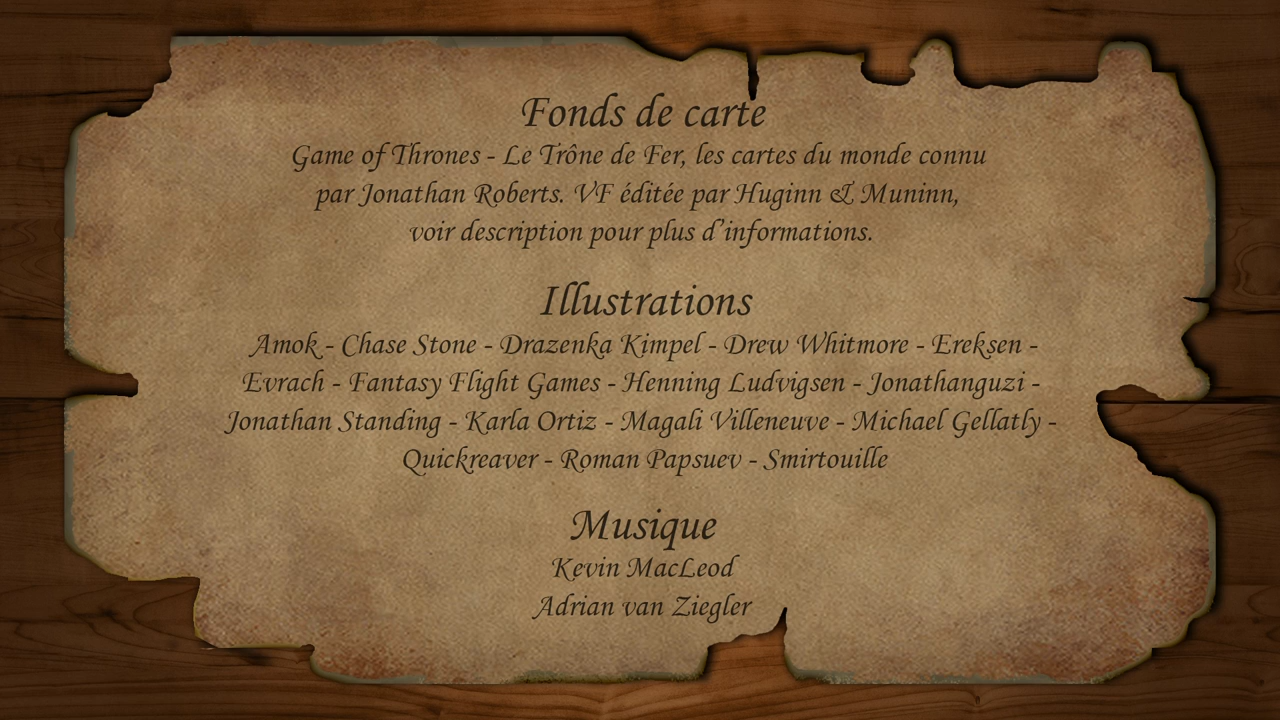 Fonds de carte
Game of Thrones - Le Trône de Fer, les cartes du monde connu
par Jonathan Roberts. VF éditée par Huginn & Muninn,
voir description pour plus d'informations.
Illustrations
Amok - Chase Stone - Drazenka Kimpel - Drew Whitmore - Ereksen -
Evrach - Fantasy Flight Games - Henning Ludvigsen - Jonathanguzi -
Jonathan Standing - Karla Ortiz - Magali Villeneuve - Michael Gellatly -
Quickreaver - Roman Papsuev - Smirtouille
Musique
Kevin MacLeod
Adrian van Ziegler